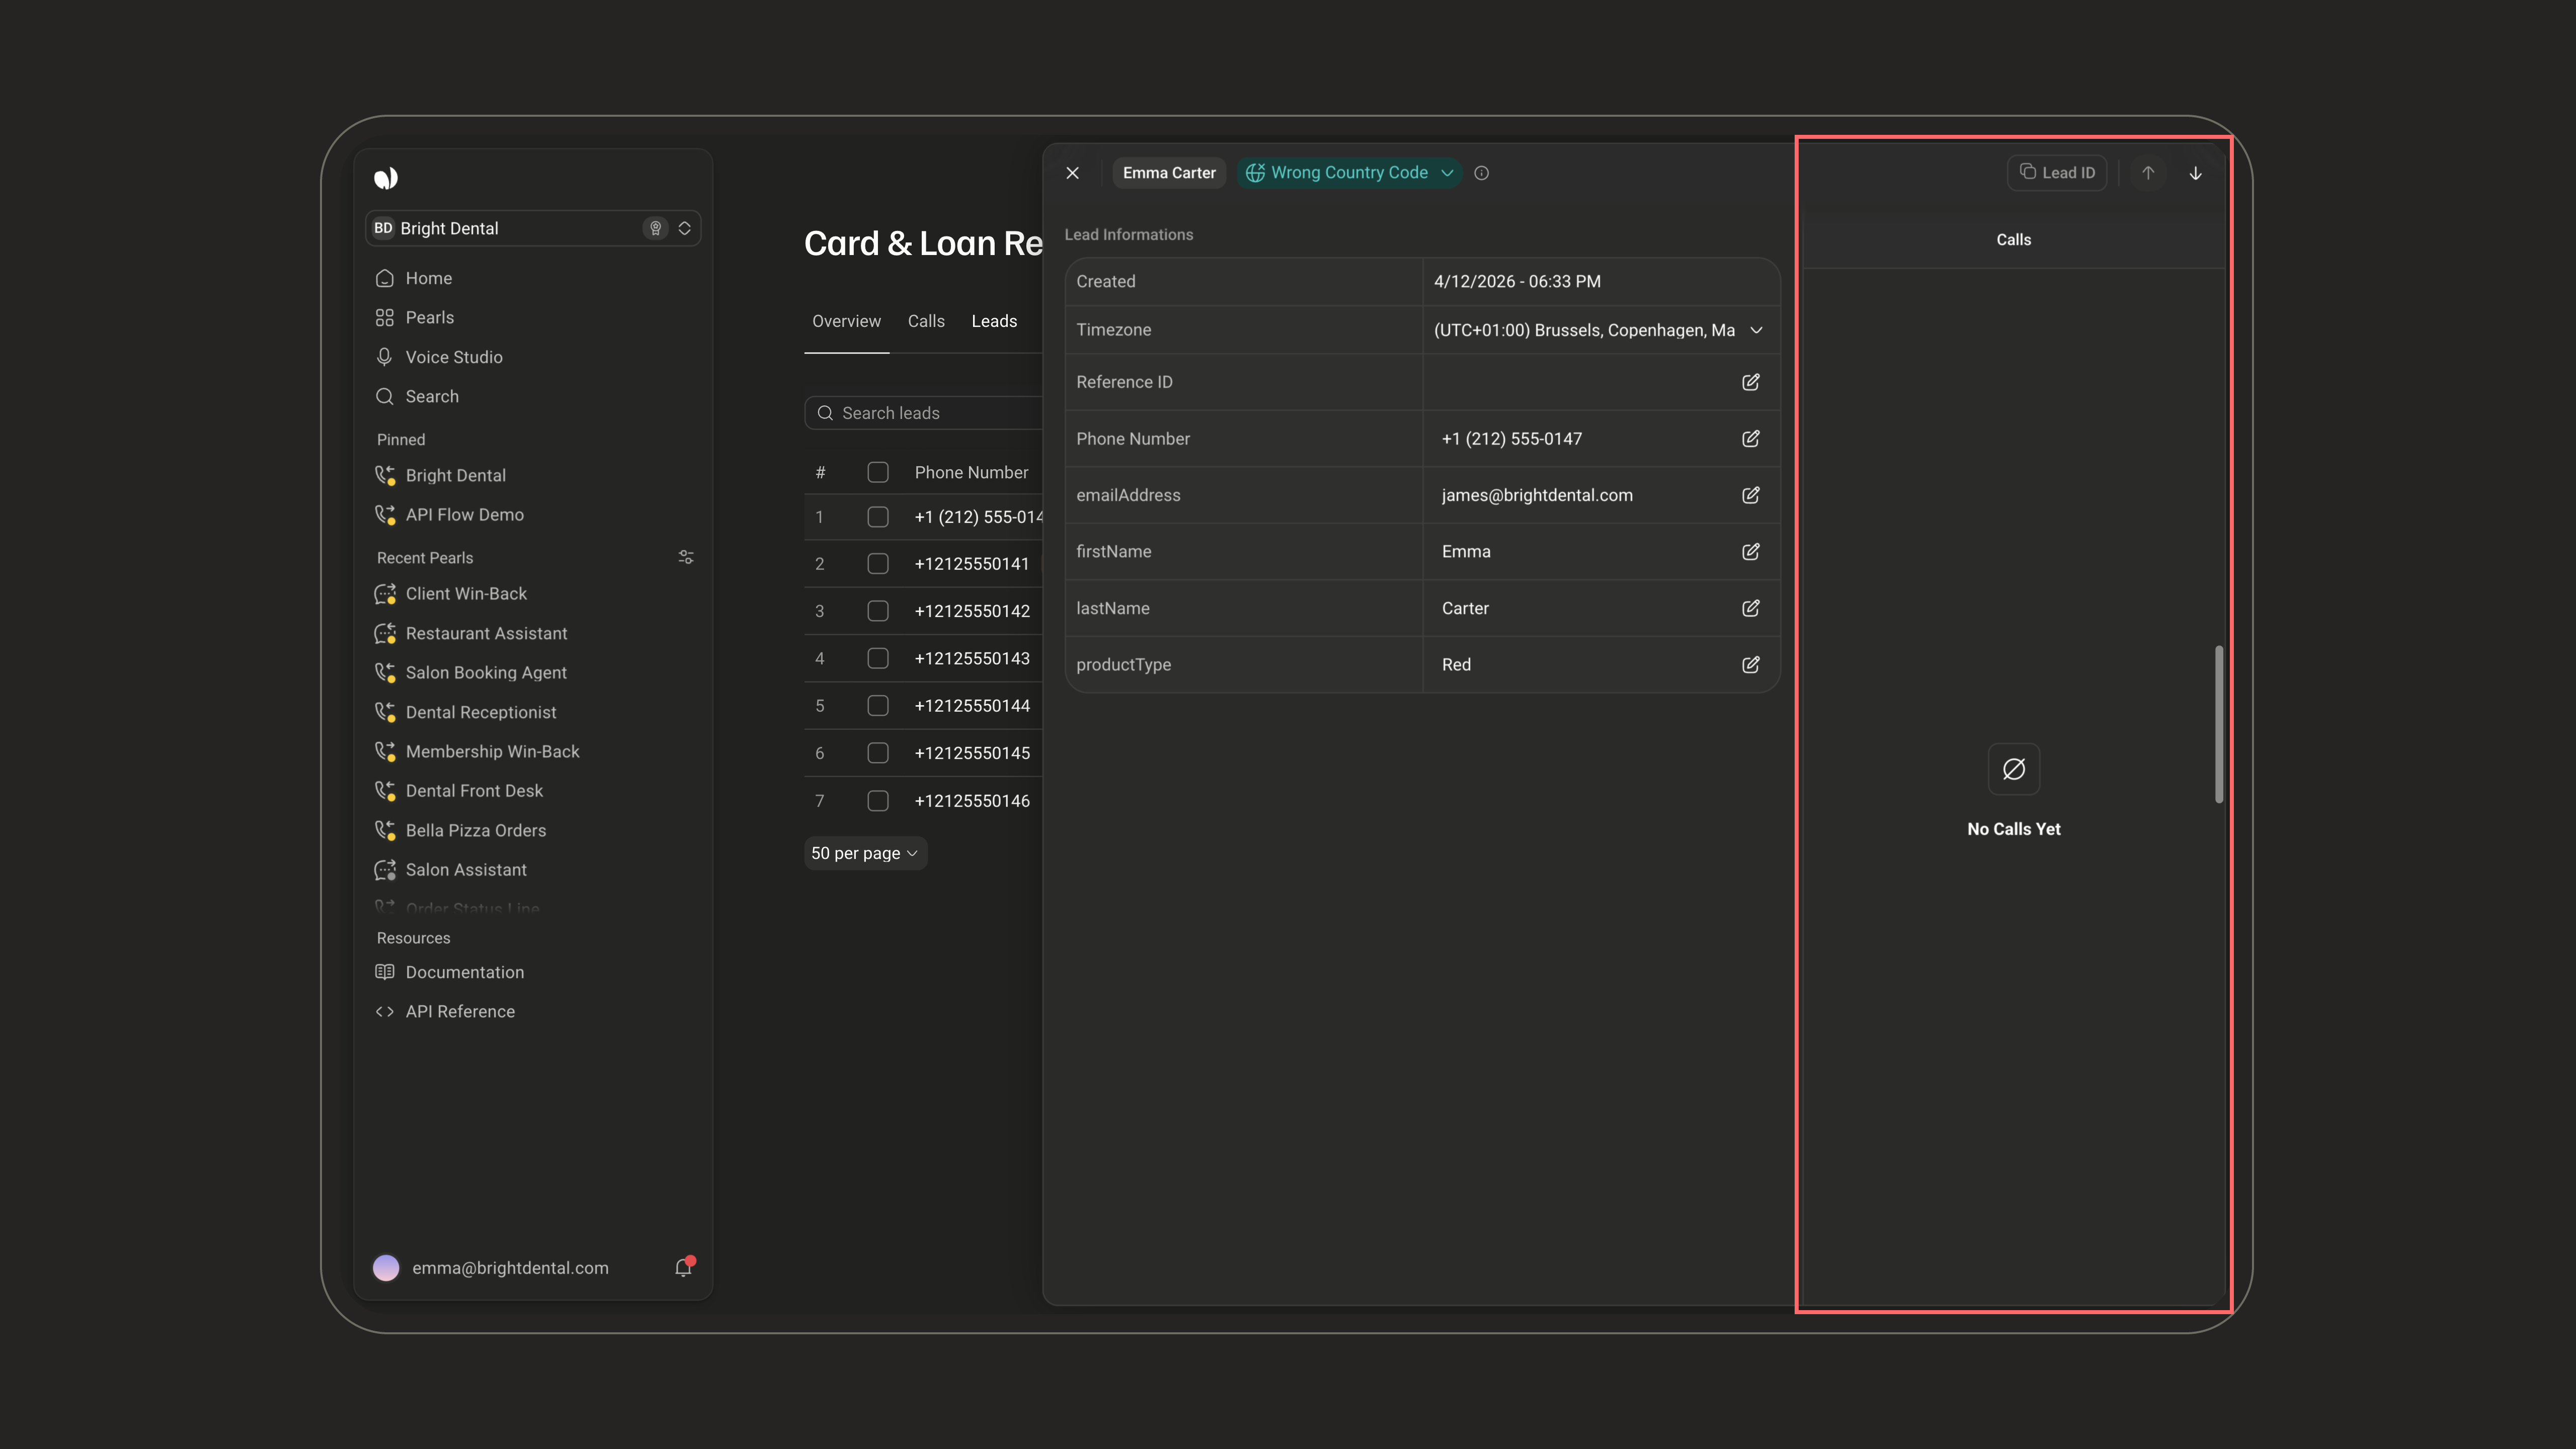 BD Bright Dental
Home
Pearls
Voice Studio
Search
Pinned
Bright Dental
API Flow Demo
Recent Pearls
Client Win-Back
Restaurant Assistant
Salon Booking Agent
Dental Receptionist
Membership Win-Back
Dental Front Desk
Bella Pizza Orders
Salon Assistant
Order Status Line
Resources
Documentation
API Reference
emma@brightdental.com
Card & Loan Re
Overview Calls Leads
Search leads
# Phone Number
1 +1 (212) 555-014
2 +12125550141
3 +12125550142
4 +12125550143
5 +12125550144
6 +12125550145
7 +12125550146
50 per page
Emma Carter Wrong Country Code
Lead Informations
Created 4/12/2026 - 06:33 PM
Timezone (UTC+01:00) Brussels, Copenhagen, Ma
Reference ID
Phone Number +1 (212) 555-0147
emailAddress james@brightdental.com
firstName Emma
lastName Carter
productType Red
Lead ID
Calls
No Calls Yet